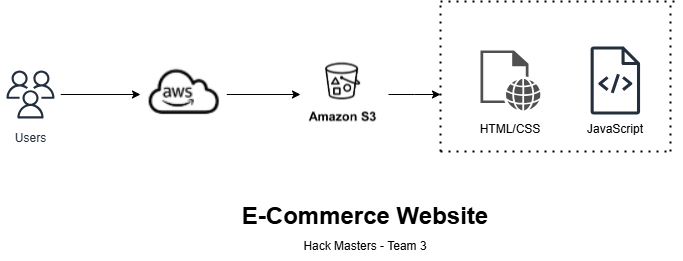 aws
Amazon S3
Users
HTML/CSS
JavaScript
E-Commerce Website
Hack Masters - Team 3